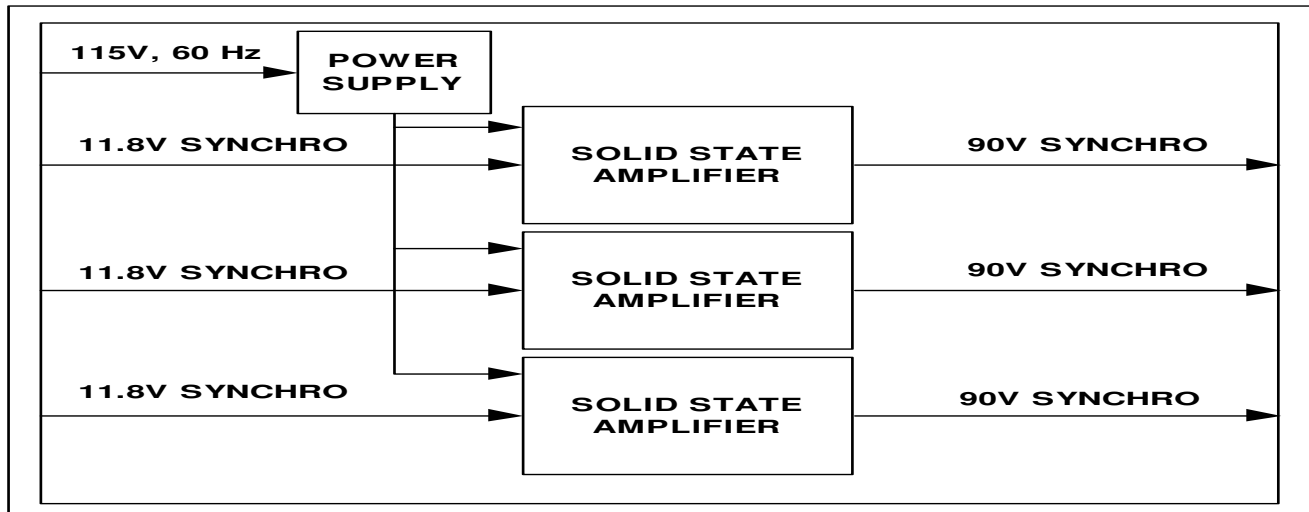 115V, 60 Hz
POWER
SUPPLY
11.8V SYNCHRO
SOLID STATE
AMPLIFIER
90V SYNCHRO
11.8V SYNCHRO
SOLID STATE
AMPLIFIER
90V SYNCHRO
11.8V SYNCHRO
SOLID STATE
AMPLIFIER
90V SYNCHRO